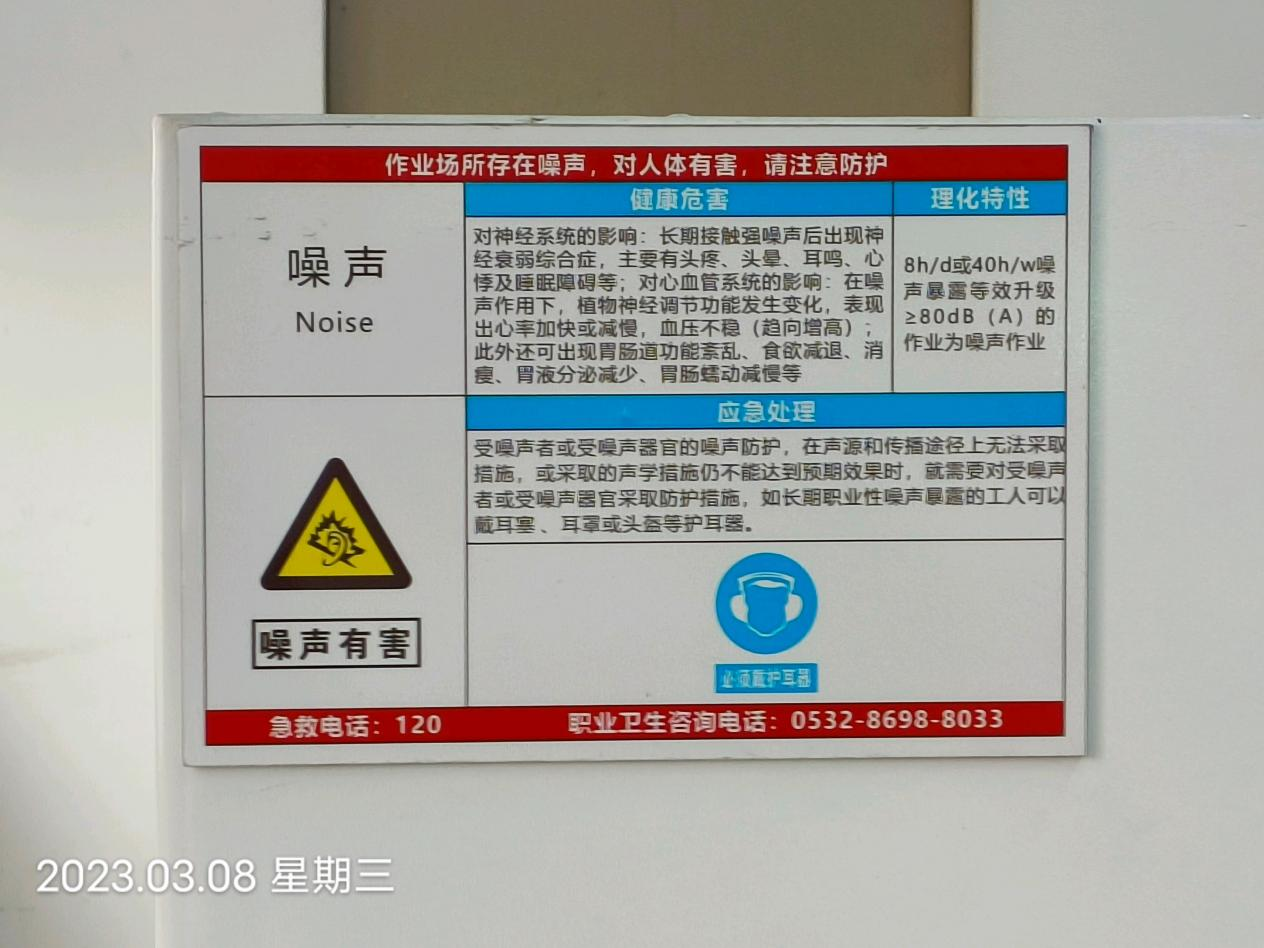 作业场所存在噪声，对人体有害，请注意防护
噪声
Noise
健康危害
对神经系统的影响：长期接触强噪声后出现神
经衰弱综合症，主要有头疼、头晕、耳鸣、心
悸及睡眠障碍等；对心血管系统的影响：在噪
声作用下，植物神经调节功能发生变化，表现
出心率加快或减慢，血压不稳（趋向增高）；
此外还可出现胃肠道功能紊乱、食欲减退、消
瘦、胃液分泌减少、胃肠蠕动减慢等
理化特性
8h/d或40h/w噪
声暴露等效升级
≥80dB（A）的
作业为噪声作业
应急处理
受噪声者或受噪声器官的噪声防护，在声源和传播途径上无法采取
措施，或采取的声学措施仍不能达到预期效果时，就需要对受噪声
者或受噪声器官采取防护措施，如长期职业性噪声暴露的工人可以
戴耳塞、耳罩或头盔等护耳器。
噪声有害
必须戴护耳器
急救电话：120
职业卫生咨询电话：0532-8698-8033
2023.03.08 星期三